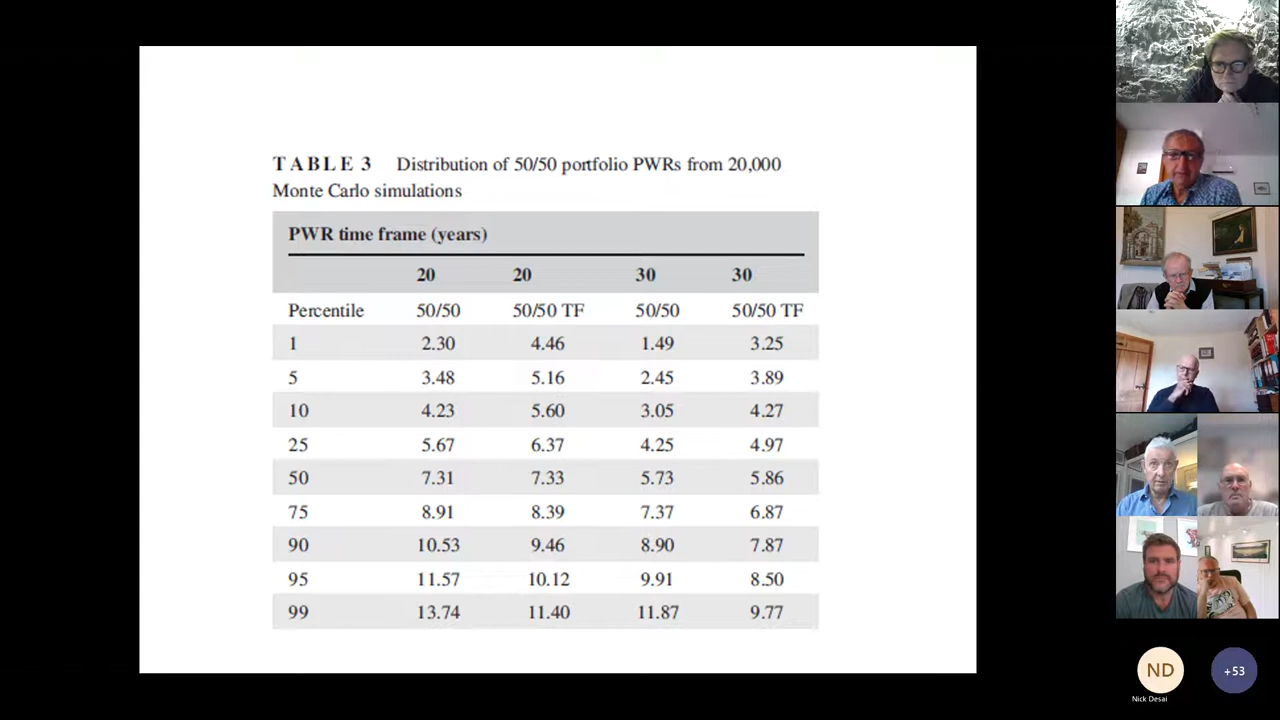 TABLE 3 Distribution of 50/50 portfolio PWRs from 20,000
Monte Carlo simulations
PWR time frame (years)
20 20 30 30
Percentile 50/50 50/50 TF 50/50 50/50 TF
1 2.30 4.46 1.49 3.25
5 3.48 5.16 2.45 3.89
10 4.23 5.60 3.05 4.27
25 5.67 6.37 4.25 4.97
50 7.31 7.33 5.73 5.86
75 8.91 8.39 7.37 6.87
90 10.53 9.46 8.90 7.87
95 11.57 10.12 9.91 8.50
99 13.74 11.40 11.87 9.77
ND
+53
Nick Desai